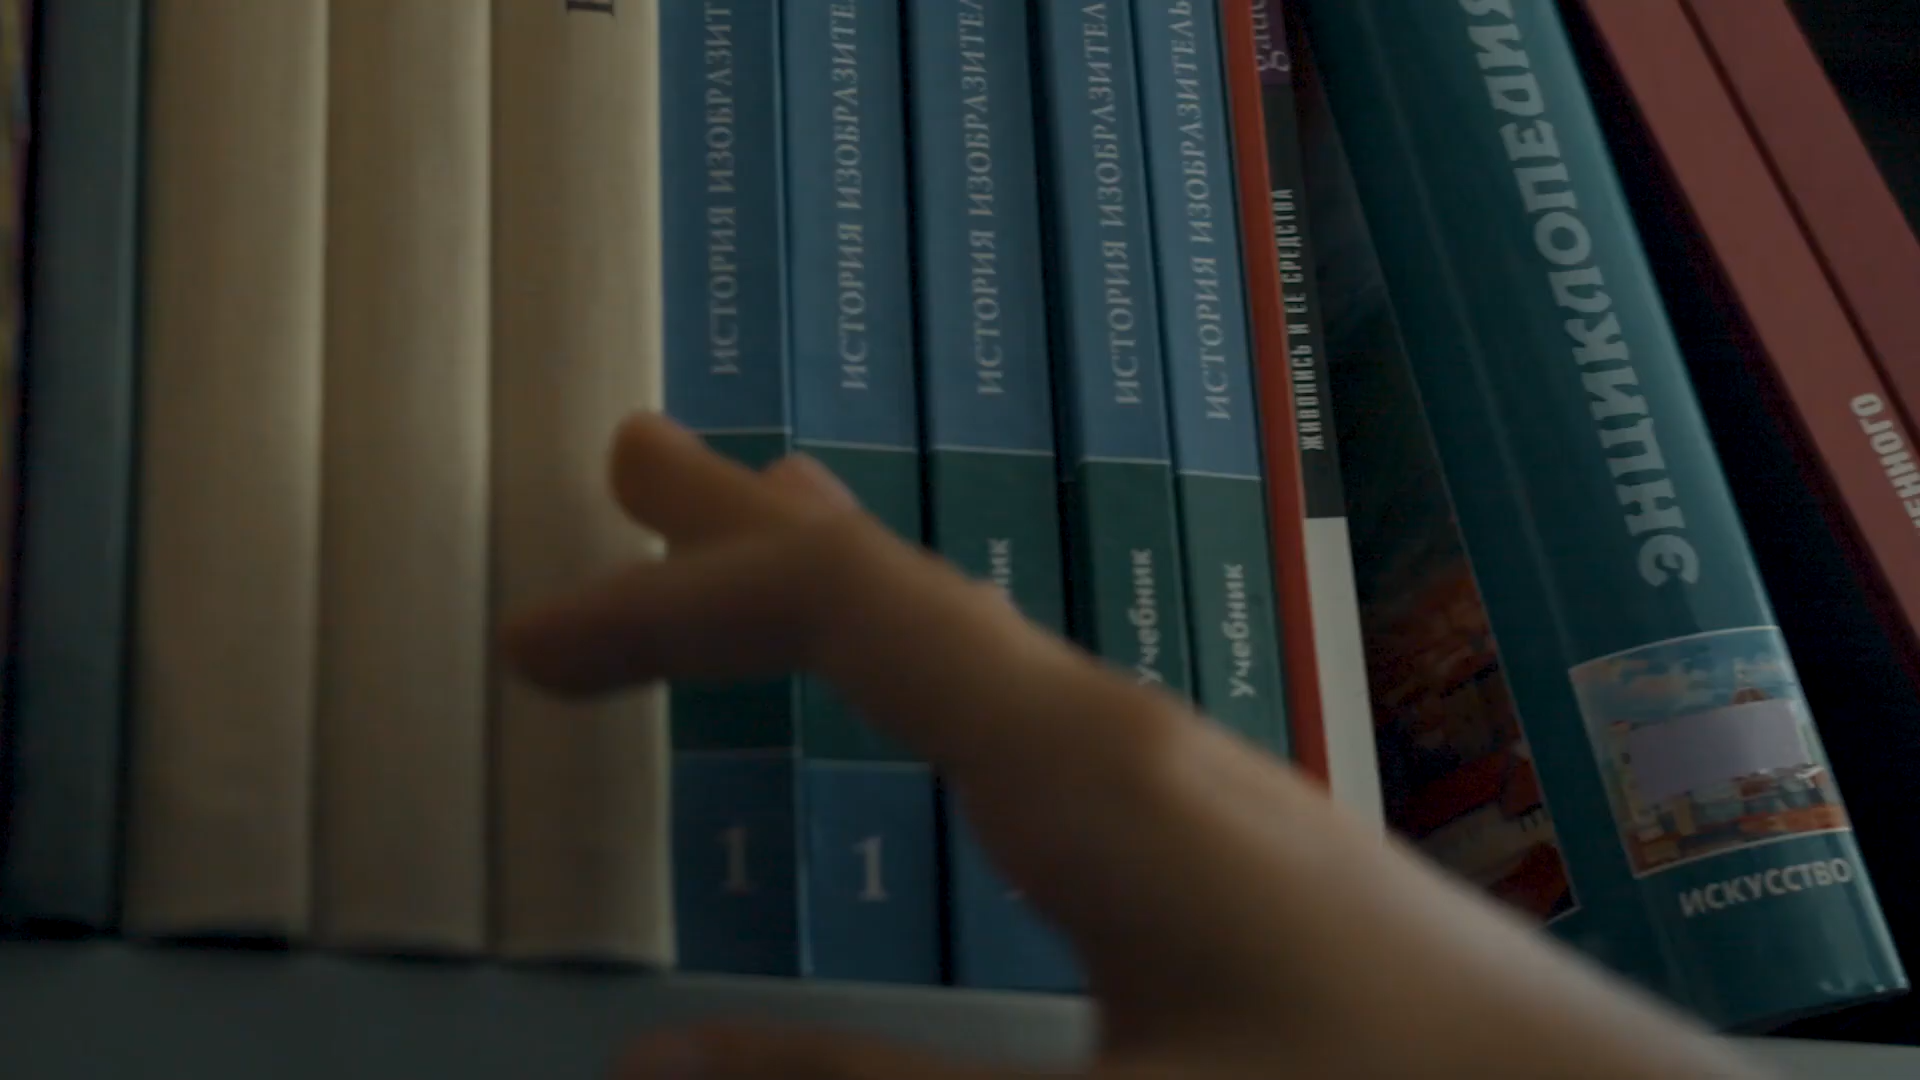 ИСТОРИЯ ИЗОБРАЗИТ
1
ИСТОРИЯ ИЗОБРАЗИТЕ
1
ИСТОРИЯ ИЗОБРАЗИТЕЛ
ИСТОРИЯ ИЗОБРАЗИТЕЛ
Учебник
ИСТОРИЯ ИЗОБРАЗИТЕЛЬ
Учебник
ЖИВОПИСЬ И ЕЕ СРЕДСТВА
ЭНЦИКЛОПЕДИЯ
ИСКУССТВО
ЕННОГО